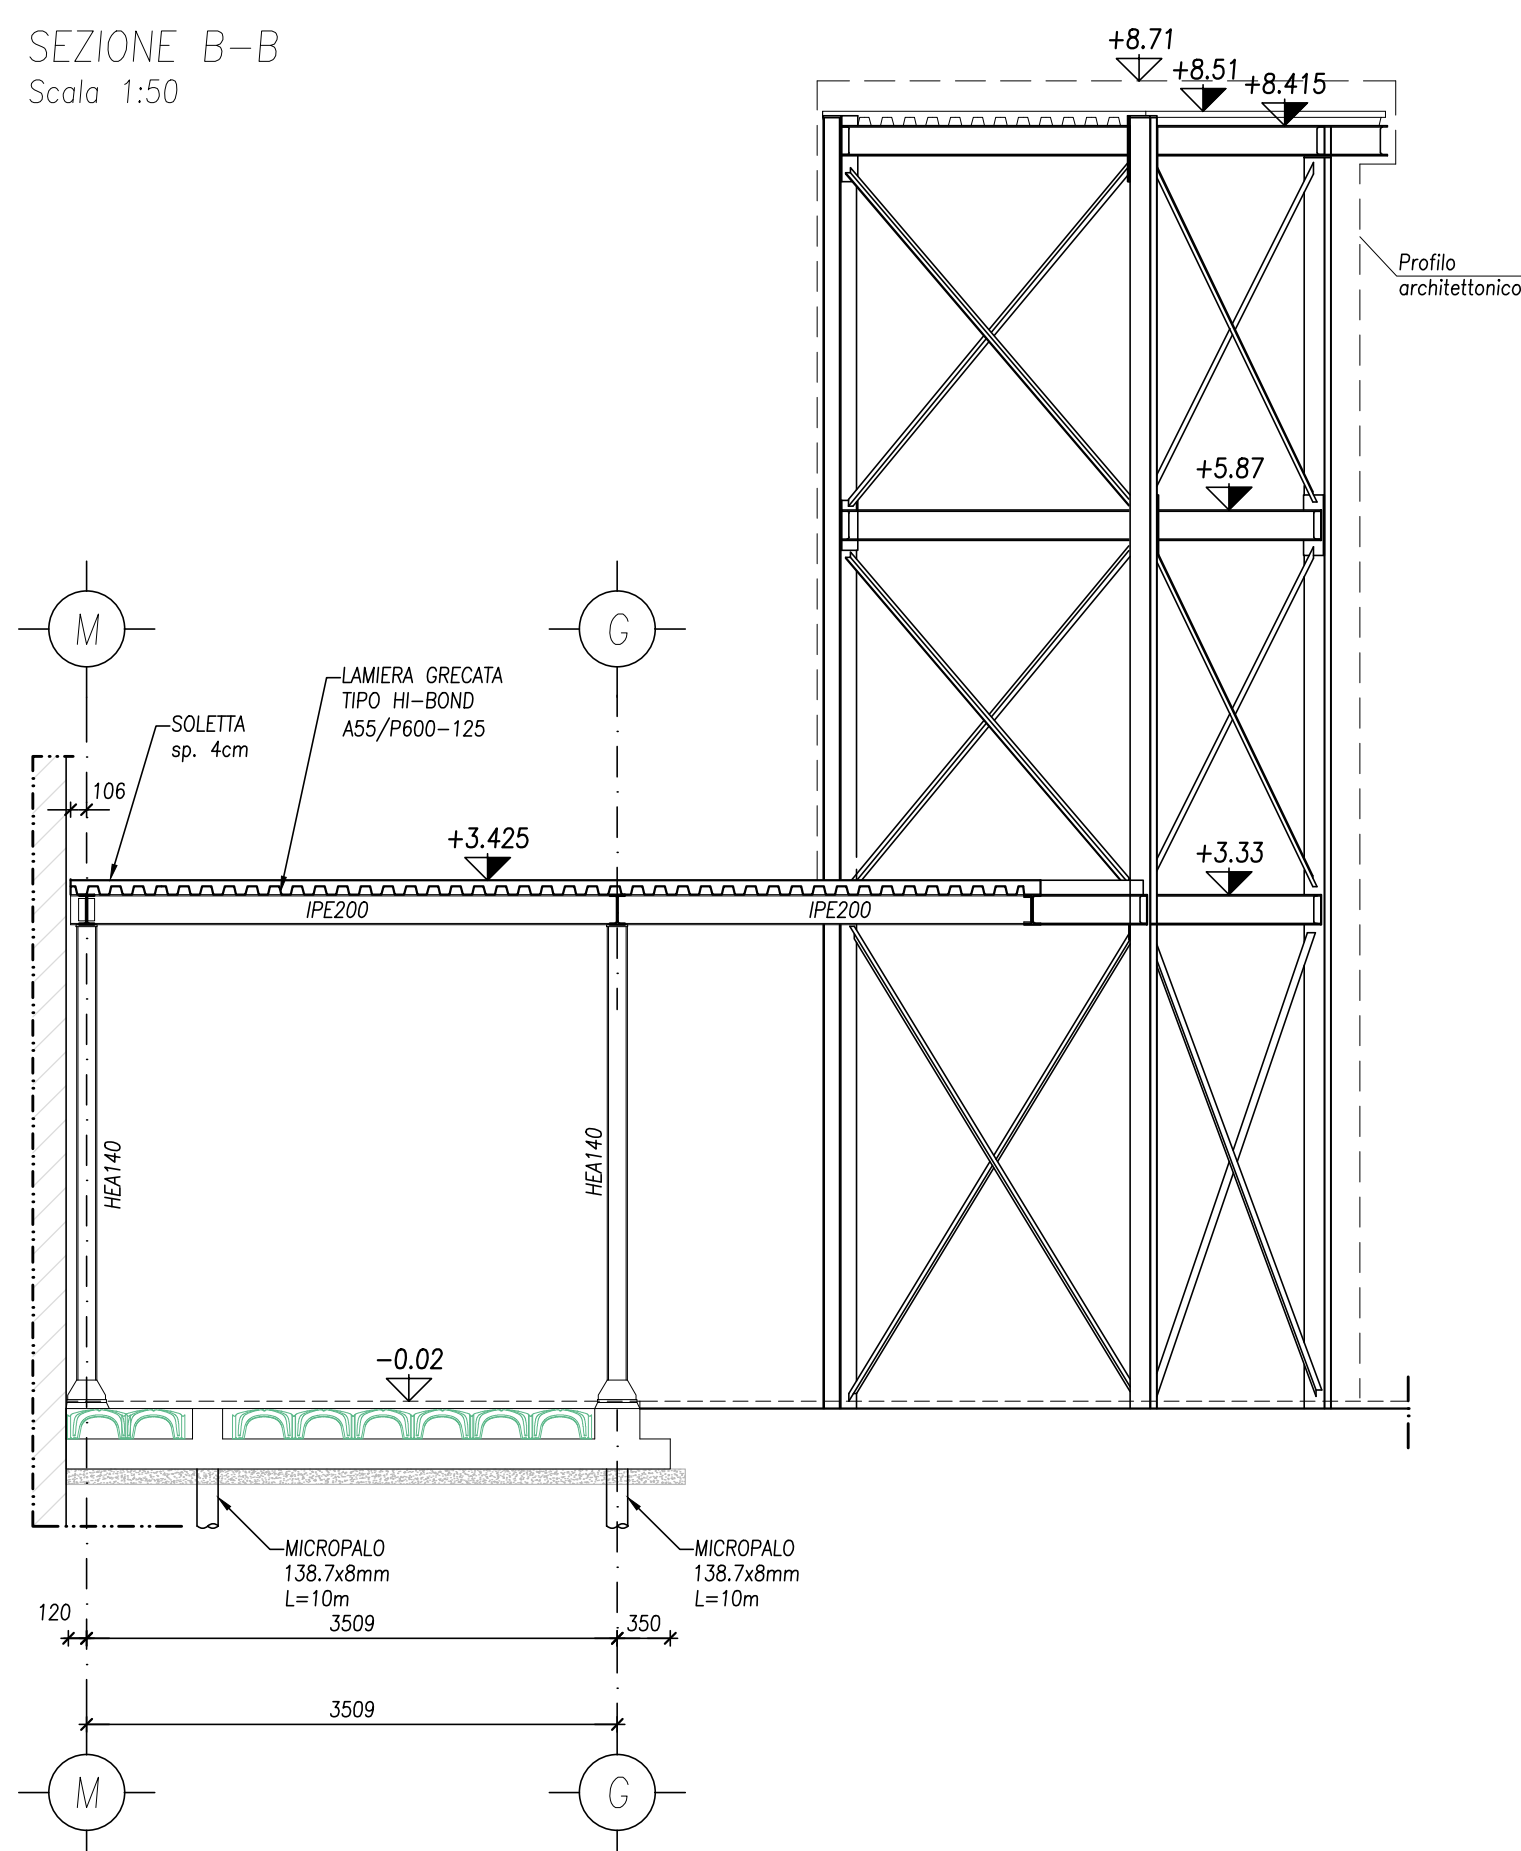 SEZIONE B-B
Scala 1:50
+8.71
+8.51
+8.415
Profilo
architettonico
+5.87
M
G
LAMIERA GRECATA
TIPO HI-BOND
A55/P600-125
SOLETTA
sp. 4cm
106
+3.425
+3.33
IPE200
IPE200
HEA140
HEA140
-0.02
MICROPALO
138.7x8mm
L=10m
MICROPALO
138.7x8mm
L=10m
120
3509
350
3509
M
G